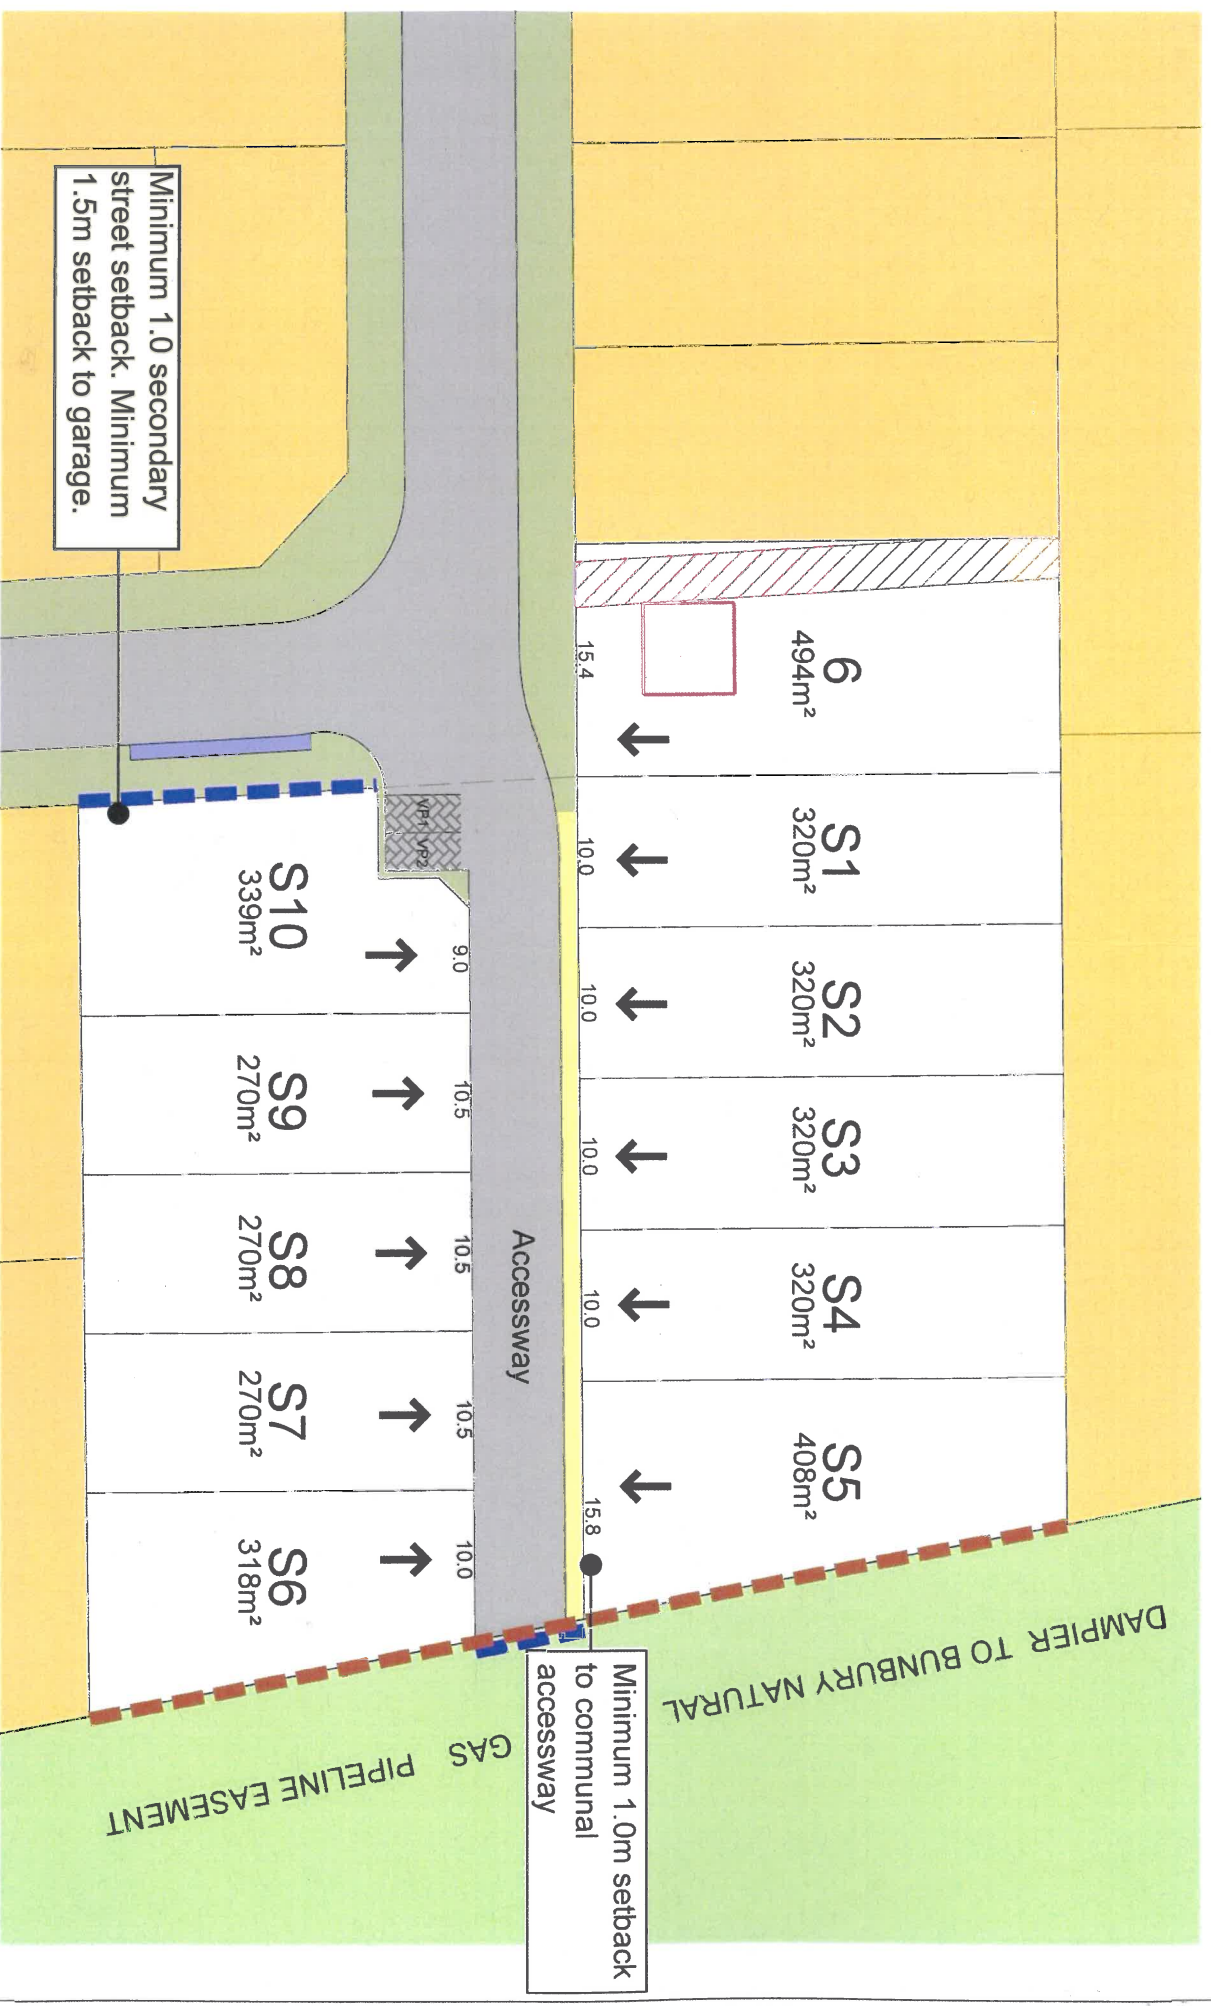 6
494m²
15.4
S1
320m²
10.0
S2
320m²
10.0
S3
320m²
10.0
S4
320m²
10.0
S5
408m²
15.8
Minimum 1.0m setback
to communal
accessway
Accessway
VP1 VP2
S10
339m²
9.0
S9
270m²
10.5
S8
270m²
10.5
S7
270m²
10.5
S6
318m²
10.0
Minimum 1.0 secondary
street setback. Minimum
1.5m setback to garage.
DAMPIER TO BUNBURY NATURAL
GAS PIPELINE EASEMENT